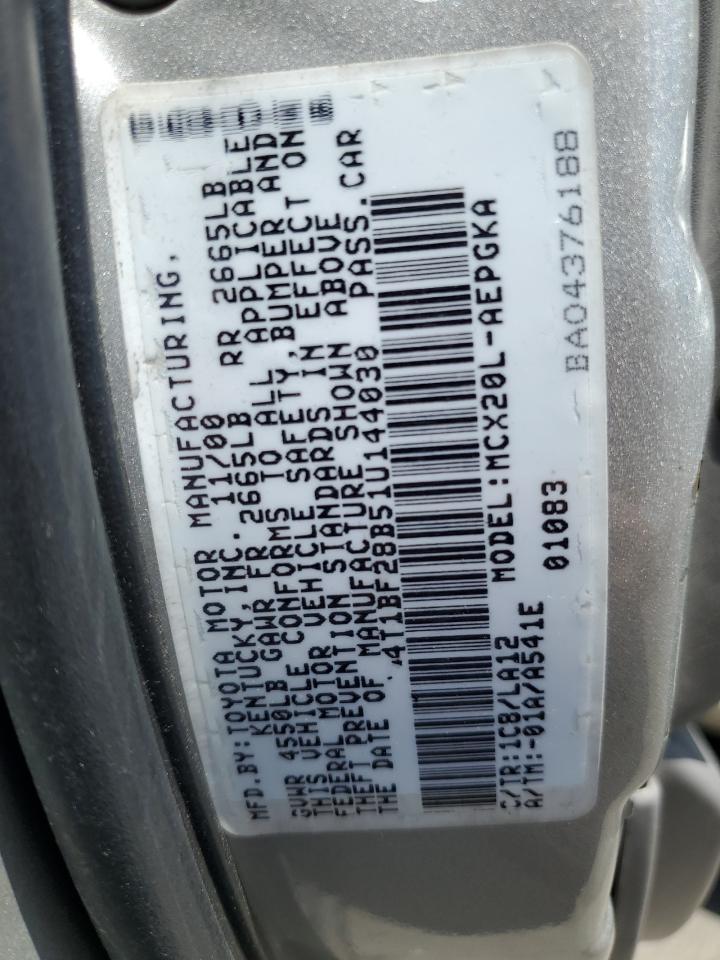 MFD.BY:TOYOTA MOTOR MANUFACTURING,
KENTUCKY,INC. 11/00
GVWR 4550LB GAWR FR 2665LB RR 2665LB
THIS VEHICLE CONFORMS TO ALL APPLICABLE
FEDERAL MOTOR VEHICLE SAFETY,BUMPER AND
THEFT PREVENTION STANDARDS IN EFFECT ON
THE DATE OF MANUFACTURE SHOWN ABOVE
4T1BF28B51U144030 PASS. CAR
MODEL:MCX20L-AEPGKA
C/TR:1C8/LA12 01083
A/TM:-01A/A541E
BA04376188